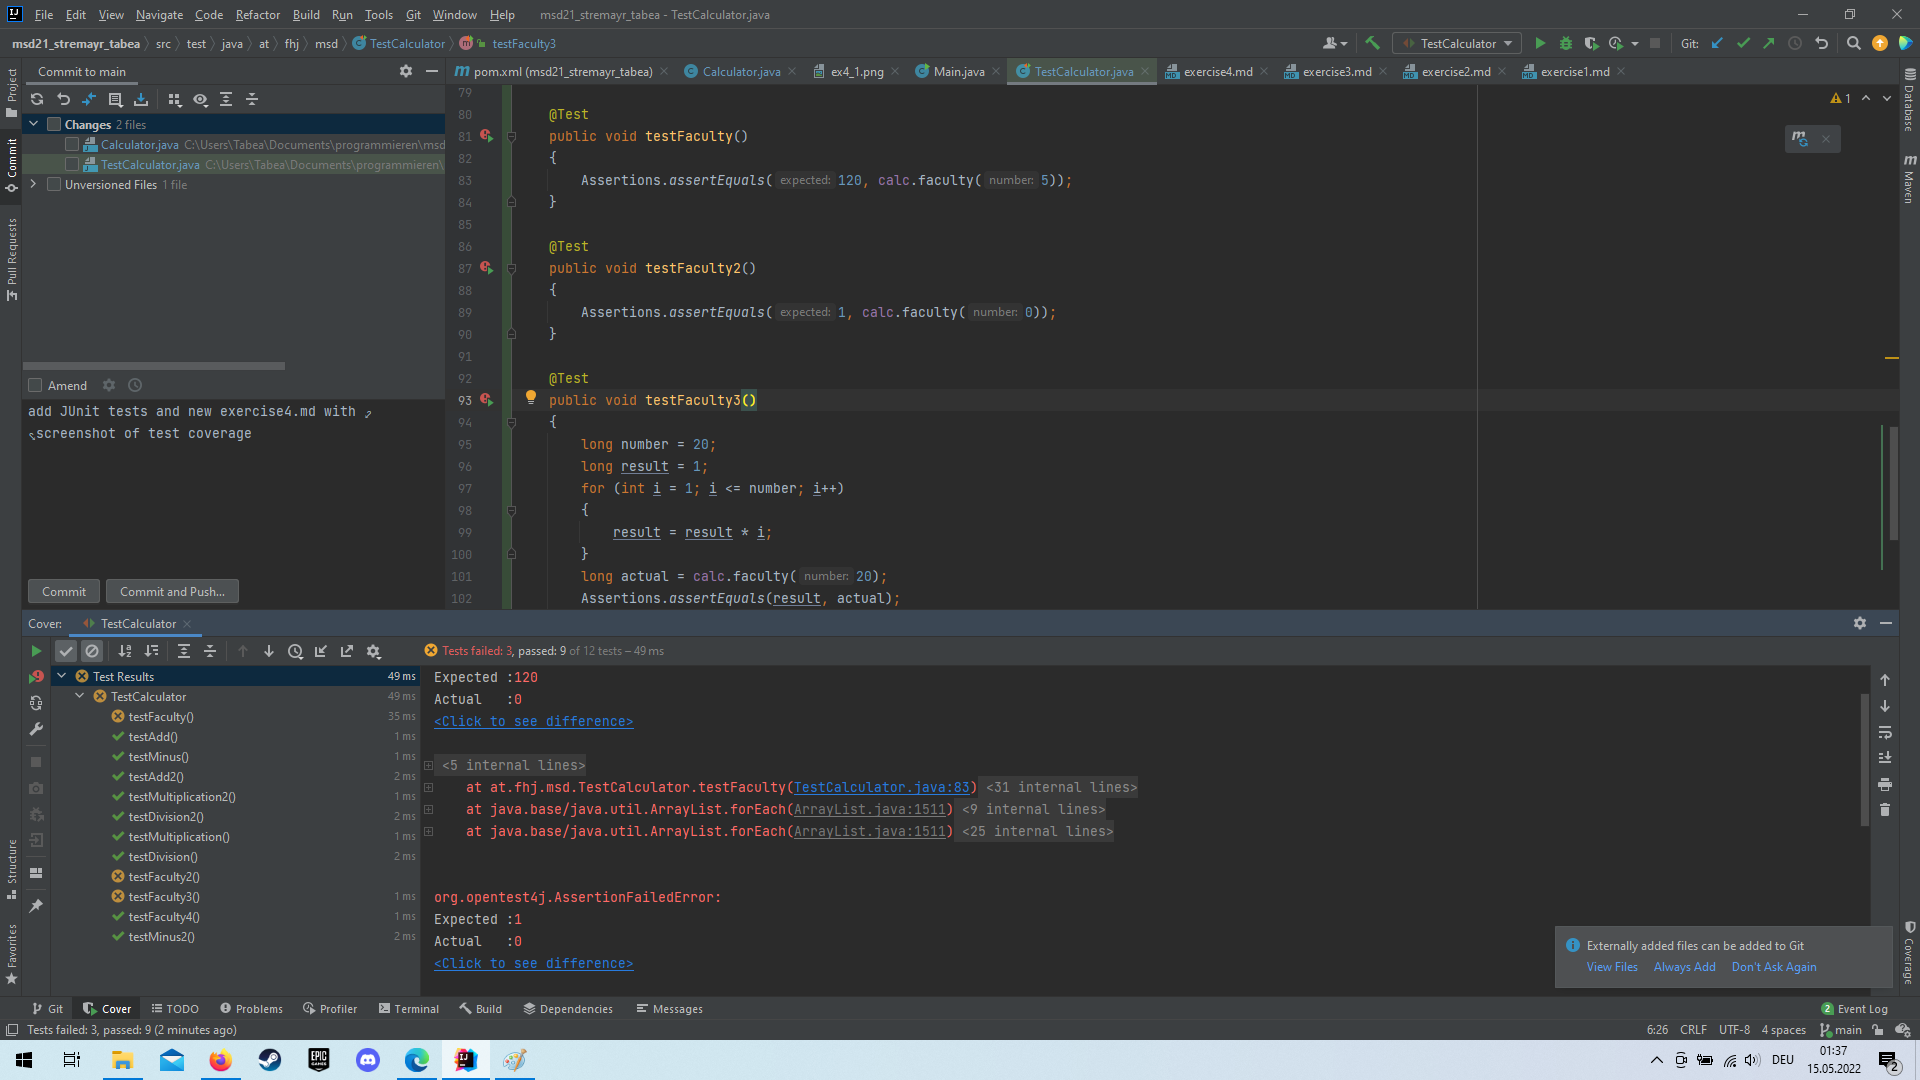 File Edit View Navigate Code Refactor Build Run Tools Git Window Help msd21_stremayr_tabea - TestCalculator.java
msd21_stremayr_tabea src test java at fhj msd TestCalculator testFaculty3
TestCalculator Git:
Project
Commit
Pull Requests
Structure
Favorites
Commit to main
Changes 2 files
Calculator.java C:\Users\Tabea\Documents\programmieren\msd
TestCalculator.java C:\Users\Tabea\Documents\programmieren\
Unversioned Files 1 file
Amend
add JUnit tests and new exercise4.md with
screenshot of test coverage
Commit Commit and Push...
pom.xml (msd21_stremayr_tabea) Calculator.java ex4_1.png Main.java TestCalculator.java exercise4.md exercise3.md exercise2.md exercise1.md
1
79
80 @Test
81 public void testFaculty()
82 {
83 Assertions.assertEquals( expected: 120, calc.faculty( number: 5));
84 }
85
86 @Test
87 public void testFaculty2()
88 {
89 Assertions.assertEquals( expected: 1, calc.faculty( number: 0));
90 }
91
92 @Test
93 public void testFaculty3()
94 {
95 long number = 20;
96 long result = 1;
97 for (int i = 1; i <= number; i++)
98 {
99 result = result * i;
100 }
101 long actual = calc.faculty( number: 20);
102 Assertions.assertEquals(result, actual);
Database
Maven
Coverage
Cover: TestCalculator
Tests failed: 3, passed: 9 of 12 tests – 49 ms
Test Results 49 ms
TestCalculator 49 ms
testFaculty() 35 ms
testAdd() 1 ms
testMinus() 1 ms
testAdd2() 2 ms
testMultiplication2() 1 ms
testDivision2() 2 ms
testMultiplication() 1 ms
testDivision() 2 ms
testFaculty2()
testFaculty3() 1 ms
testFaculty4() 1 ms
testMinus2() 2 ms
Expected :120
Actual :0
<Click to see difference>
<5 internal lines>
at at.fhj.msd.TestCalculator.testFaculty(TestCalculator.java:83) <31 internal lines>
at java.base/java.util.ArrayList.forEach(ArrayList.java:1511) <9 internal lines>
at java.base/java.util.ArrayList.forEach(ArrayList.java:1511) <25 internal lines>
org.opentest4j.AssertionFailedError:
Expected :1
Actual :0
<Click to see difference>
Externally added files can be added to Git
View Files Always Add Don't Ask Again
Git Cover TODO Problems Profiler Terminal Build Dependencies Messages 2 Event Log
Tests failed: 3, passed: 9 (2 minutes ago) 6:26 CRLF UTF-8 4 spaces main
EPIC GAMES
DEU
01:37
15.05.2022
2